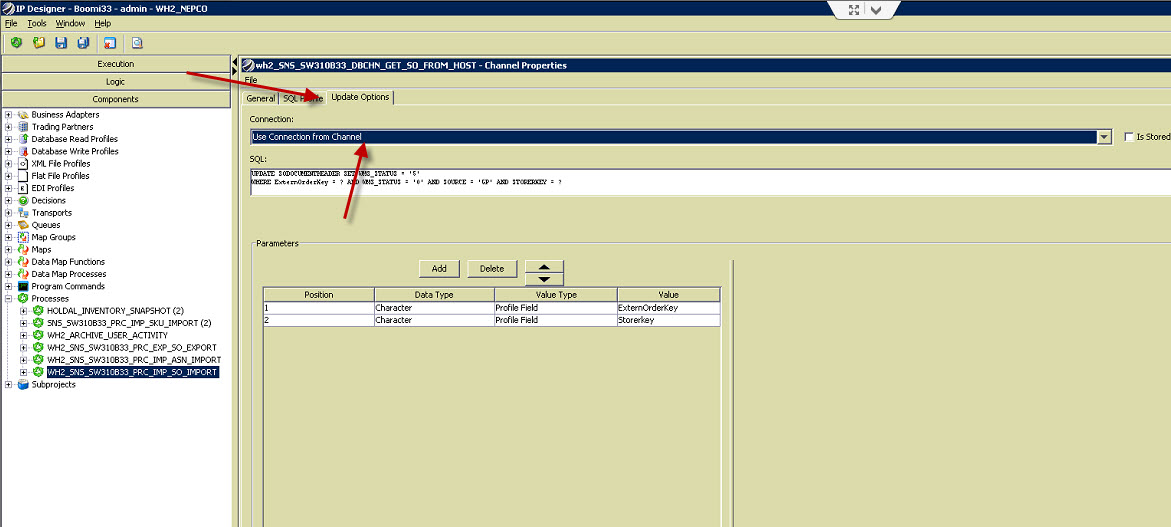 IP Designer - Boomi33 - admin - WH2_NEPCO
File Tools Window Help
Execution
Logic
Components
Business Adapters
Trading Partners
Database Read Profiles
Database Write Profiles
XML File Profiles
Flat File Profiles
EDI Profiles
Decisions
Transports
Queues
Map Groups
Maps
Data Map Functions
Data Map Processes
Program Commands
Processes
HOLDAL_INVENTORY_SNAPSHOT (2)
SNS_SW310B33_PRC_IMP_SKU_IMPORT (2)
WH2_ARCHIVE_USER_ACTIVITY
WH2_SNS_SW310B33_PRC_EXP_SO_EXPORT
WH2_SNS_SW310B33_PRC_IMP_ASN_IMPORT
WH2_SNS_SW310B33_PRC_IMP_SO_IMPORT
Subprojects
wh2_SNS_SW310B33_DBCHN_GET_SO_FROM_HOST - Channel Properties
File
General SQL Profile Update Options
Connection:
Use Connection from Channel
Is Stored
SQL:
UPDATE SODOCUMENTHEADER SET WMS_STATUS = '5'
WHERE ExternOrderKey = ? AND WMS_STATUS = '0' AND SOURCE = 'GP' AND STORERKEY = ?
Parameters
Add Delete
Position Data Type Value Type Value
1 Character Profile Field ExternOrderKey
2 Character Profile Field Storerkey